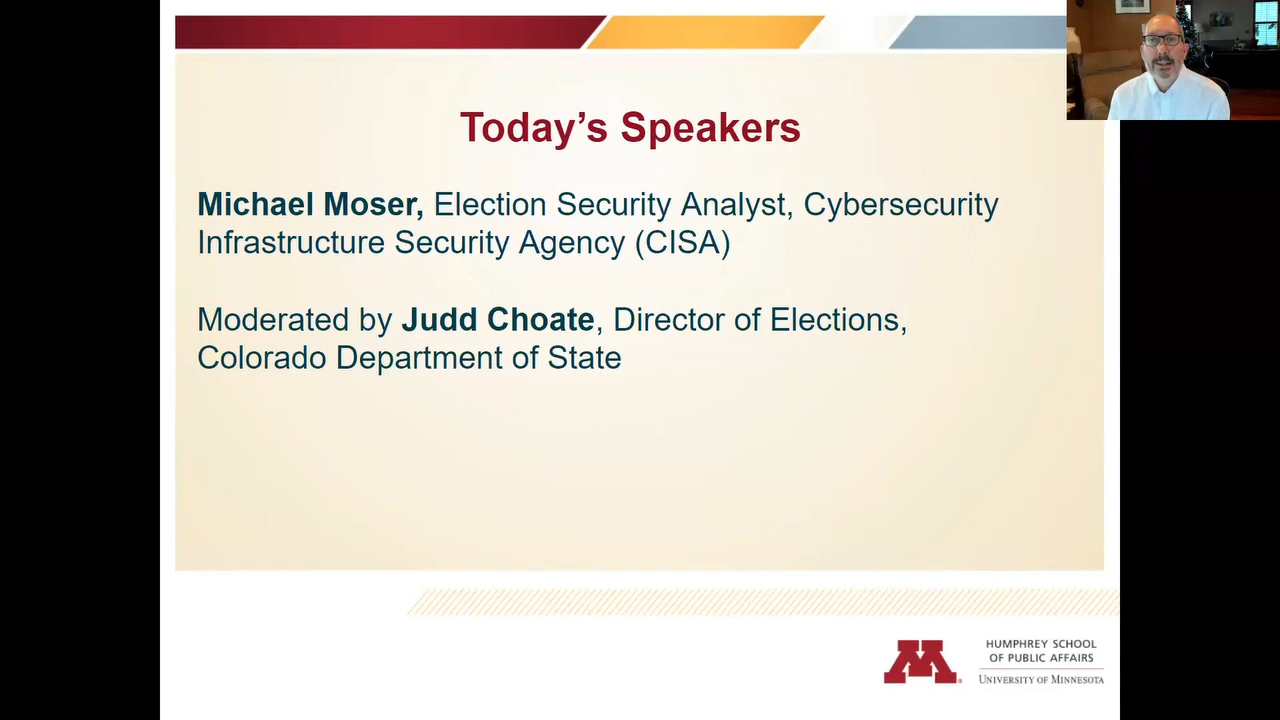 Today’s Speakers
Michael Moser, Election Security Analyst, Cybersecurity
Infrastructure Security Agency (CISA)
Moderated by Judd Choate, Director of Elections,
Colorado Department of State
M
HUMPHREY SCHOOL
OF PUBLIC AFFAIRS
UNIVERSITY OF MINNESOTA